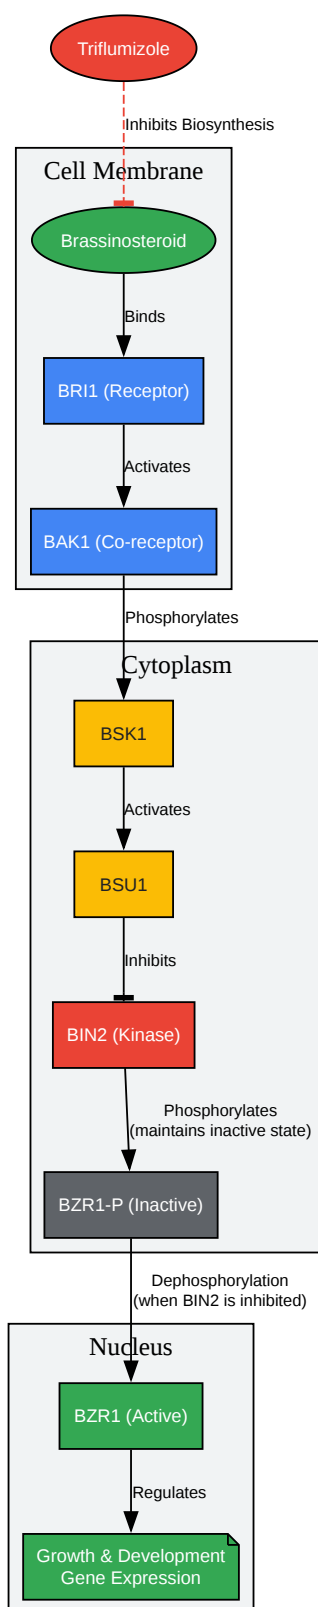 Triflumizole
Inhibits Biosynthesis
Cell Membrane
Brassinosteroid
Binds
BRI1 (Receptor)
Activates
BAK1 (Co-receptor)
Phosphorylates
Cytoplasm
BSK1
Activates
BSU1
Inhibits
BIN2 (Kinase)
Phosphorylates
(maintains inactive state)
BZR1-P (Inactive)
Dephosphorylation
(when BIN2 is inhibited)
Nucleus
BZR1 (Active)
Regulates
Growth & Development
Gene Expression